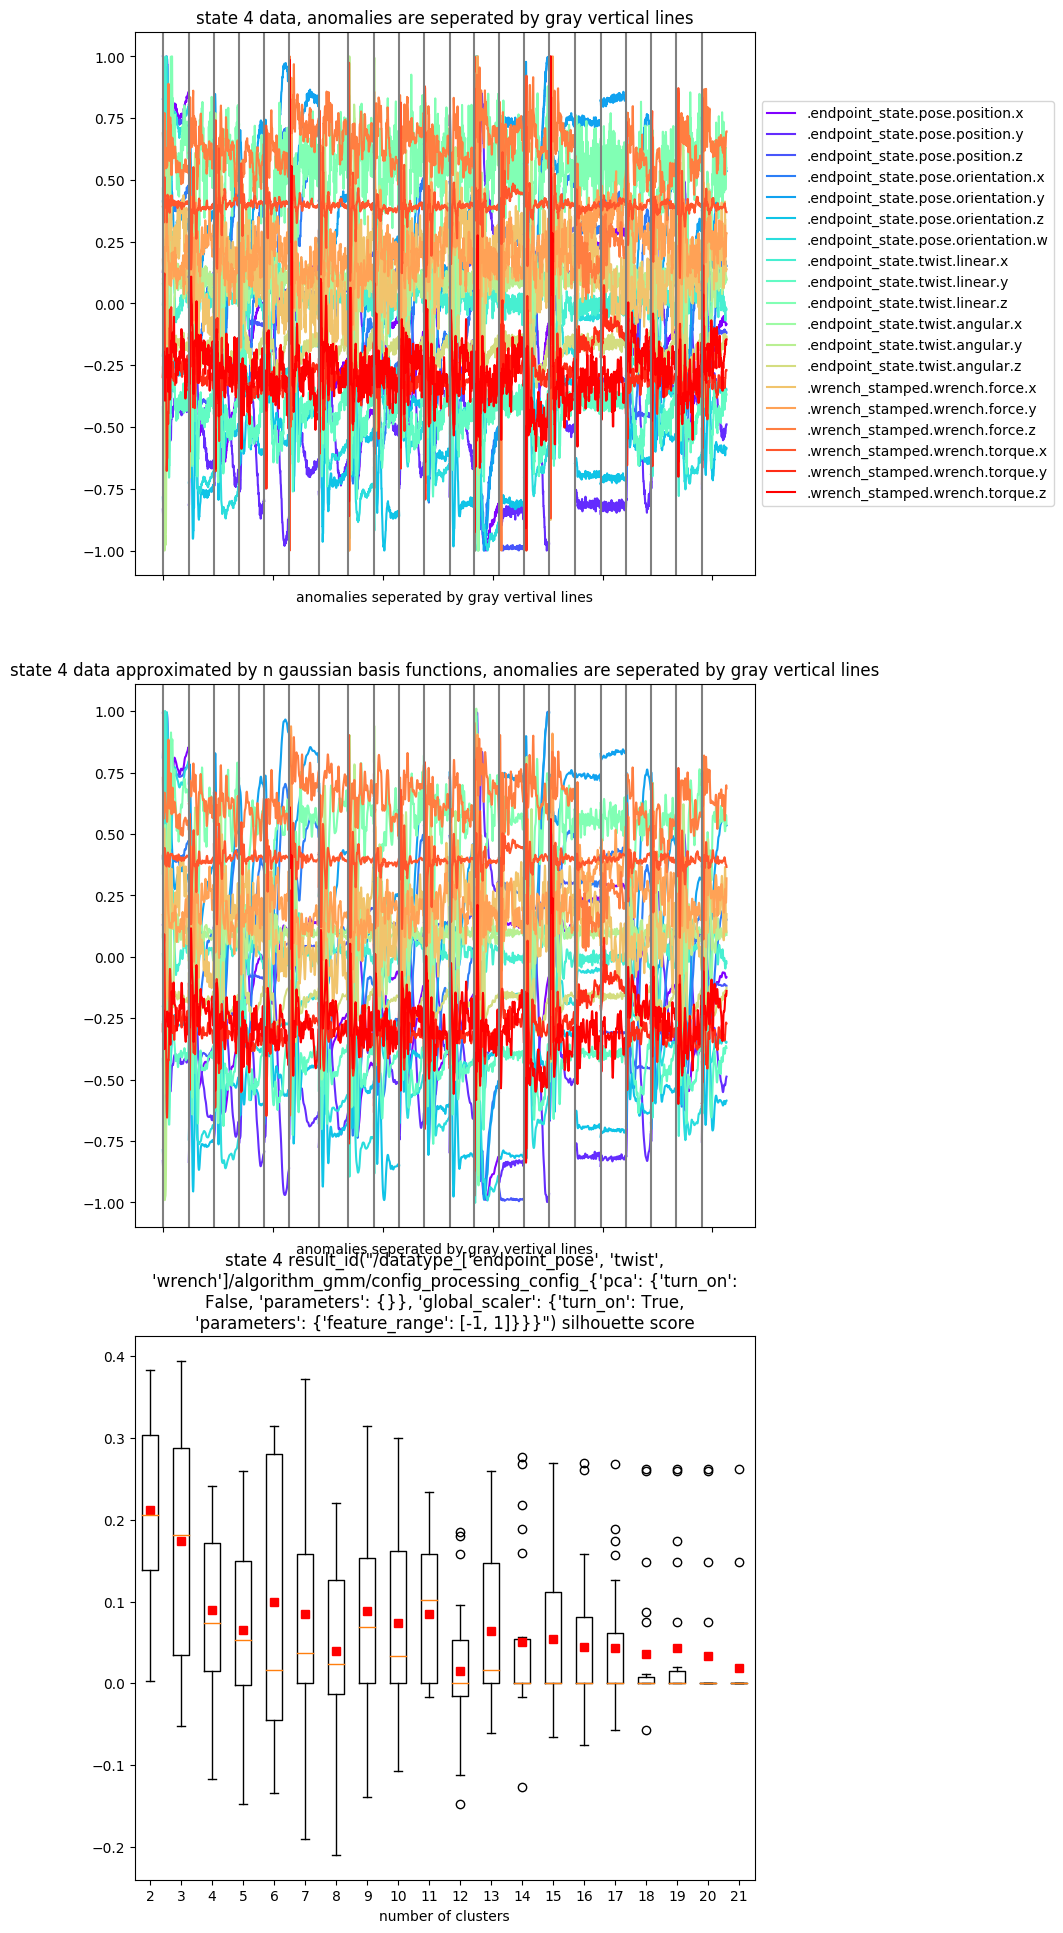 state 4 data, anomalies are seperated by gray vertical lines
1.00
0.75
0.50
0.25
0.00
−0.25
−0.50
−0.75
−1.00
anomalies seperated by gray vertival lines
.endpoint_state.pose.position.x
.endpoint_state.pose.position.y
.endpoint_state.pose.position.z
.endpoint_state.pose.orientation.x
.endpoint_state.pose.orientation.y
.endpoint_state.pose.orientation.z
.endpoint_state.pose.orientation.w
.endpoint_state.twist.linear.x
.endpoint_state.twist.linear.y
.endpoint_state.twist.linear.z
.endpoint_state.twist.angular.x
.endpoint_state.twist.angular.y
.endpoint_state.twist.angular.z
.wrench_stamped.wrench.force.x
.wrench_stamped.wrench.force.y
.wrench_stamped.wrench.force.z
.wrench_stamped.wrench.torque.x
.wrench_stamped.wrench.torque.y
.wrench_stamped.wrench.torque.z
state 4 data approximated by n gaussian basis functions, anomalies are seperated by gray vertical lines
1.00
0.75
0.50
0.25
0.00
−0.25
−0.50
−0.75
−1.00
anomalies seperated by gray vertival lines
state 4 result_id("/datatype_['endpoint_pose', 'twist',
'wrench']/algorithm_gmm/config_processing_config_{'pca': {'turn_on':
False, 'parameters': {}}, 'global_scaler': {'turn_on': True,
'parameters': {'feature_range': [-1, 1]}}}") silhouette score
0.4
0.3
0.2
0.1
0.0
−0.1
−0.2
2 3 4 5 6 7 8 9 10 11 12 13 14 15 16 17 18 19 20 21
number of clusters